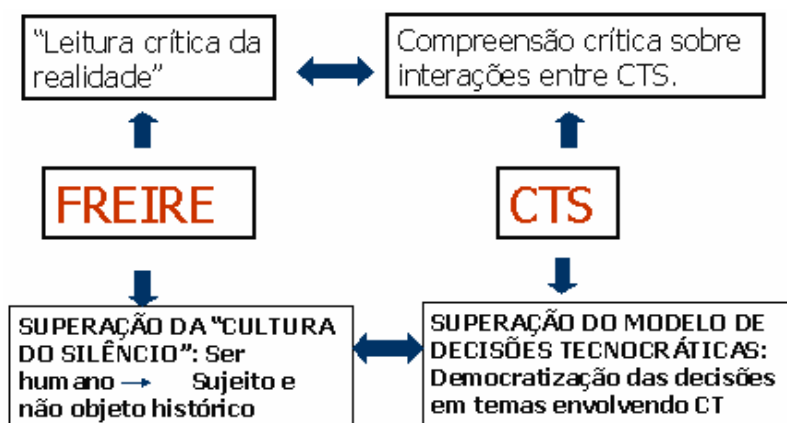 “Leitura crítica da
realidade”
Compreensão crítica sobre
interações entre CTS.
FREIRE
CTS
SUPERAÇÃO DA “CULTURA
DO SILÊNCIO”: Ser
humano → Sujeito e
não objeto histórico
SUPERAÇÃO DO MODELO DE
DECISÕES TECNOCRÁTICAS:
Democratização das decisões
em temas envolvendo CT